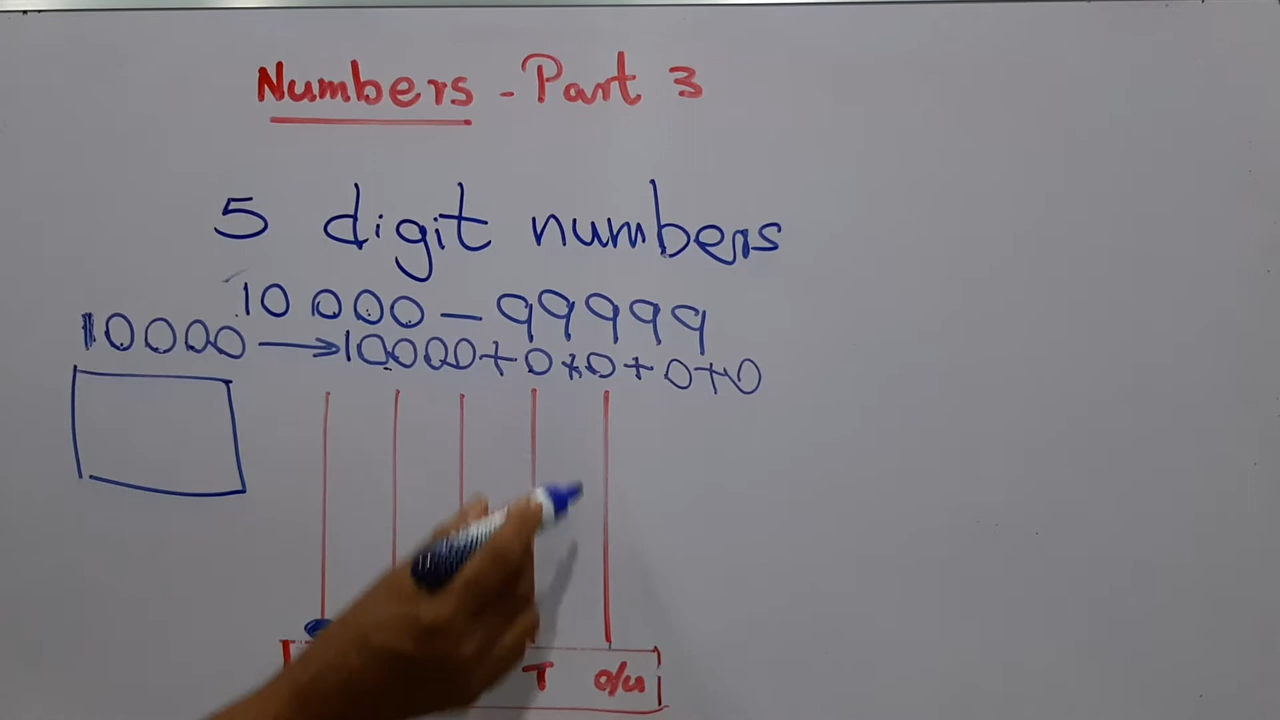 Numbers - Part 3
5 digit numbers
10 000 - 99999
10000 → 10000+0+0+0+0
T O/U